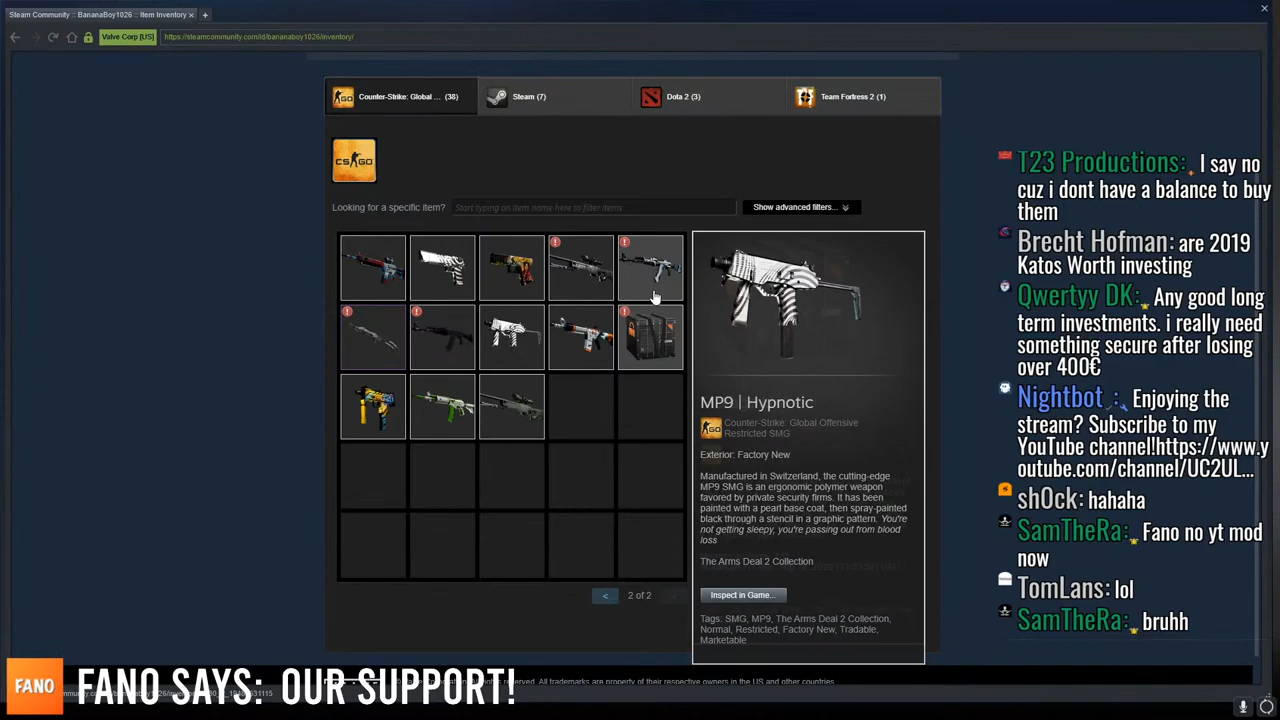 Steam Community :: BananaBoy1026 :: Item Inventory
Valve Corp [US]
https://steamcommunity.com/id/bananaboy1026/inventory/
Counter-Strike: Global ... (38)
Steam (7)
Dota 2 (3)
Team Fortress 2 (1)
CS GO
Looking for a specific item?
Start typing an item name here to filter items
Show advanced filters...
MP9 | Hypnotic
Counter-Strike: Global Offensive
Restricted SMG
Exterior: Factory New
Manufactured in Switzerland, the cutting-edge
MP9 SMG is an ergonomic polymer weapon
favored by private security firms. It has been
painted with a pearl base coat, then spray-painted
black through a stencil in a graphic pattern. You're
not getting sleepy, you're passing out from blood
loss
The Arms Deal 2 Collection
Inspect in Game...
Tags: SMG, MP9, The Arms Deal 2 Collection,
Normal, Restricted, Factory New, Tradable,
Marketable
<
2 of 2
T23 Productions: I say no
cuz i dont have a balance to buy
them
Brecht Hofman: are 2019
Katos Worth investing
Qwertyy DK: Any good long
term investments. i really need
something secure after losing
over 400€
Nightbot : Enjoying the
stream? Subscribe to my
YouTube channel!https://www.y
outube.com/channel/UC2UL...
sh0ck: hahaha
SamTheRa: Fano no yt mod
now
TomLans: lol
SamTheRa: bruhh
All rights reserved. All trademarks are property of their respective owners in the US and other countries.
FANO
FANO SAYS: OUR SUPPORT!